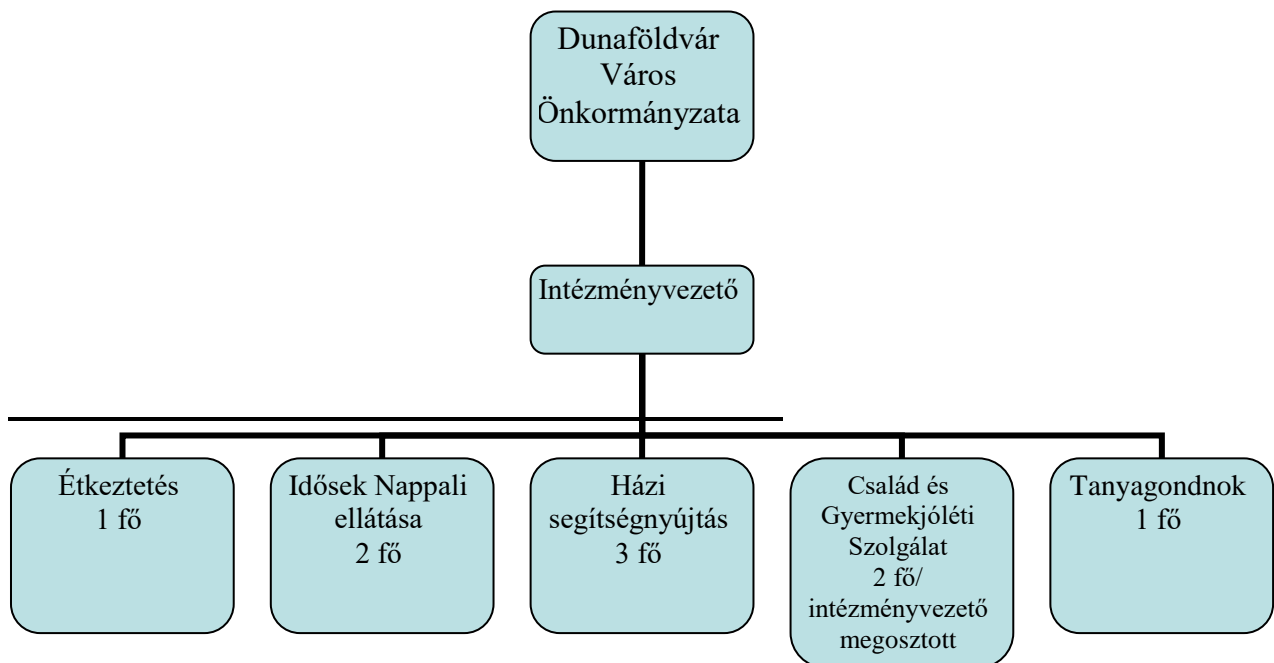 Dunaföldvár
Város
Önkormányzata
Intézményvezető
Étkeztetés
1 fő
Idősek Nappali
ellátása
2 fő
Házi
segítségnyújtás
3 fő
Család és
Gyermekjóléti
Szolgálat
2 fő/
intézményvezető
megosztott
Tanyagondnok
1 fő